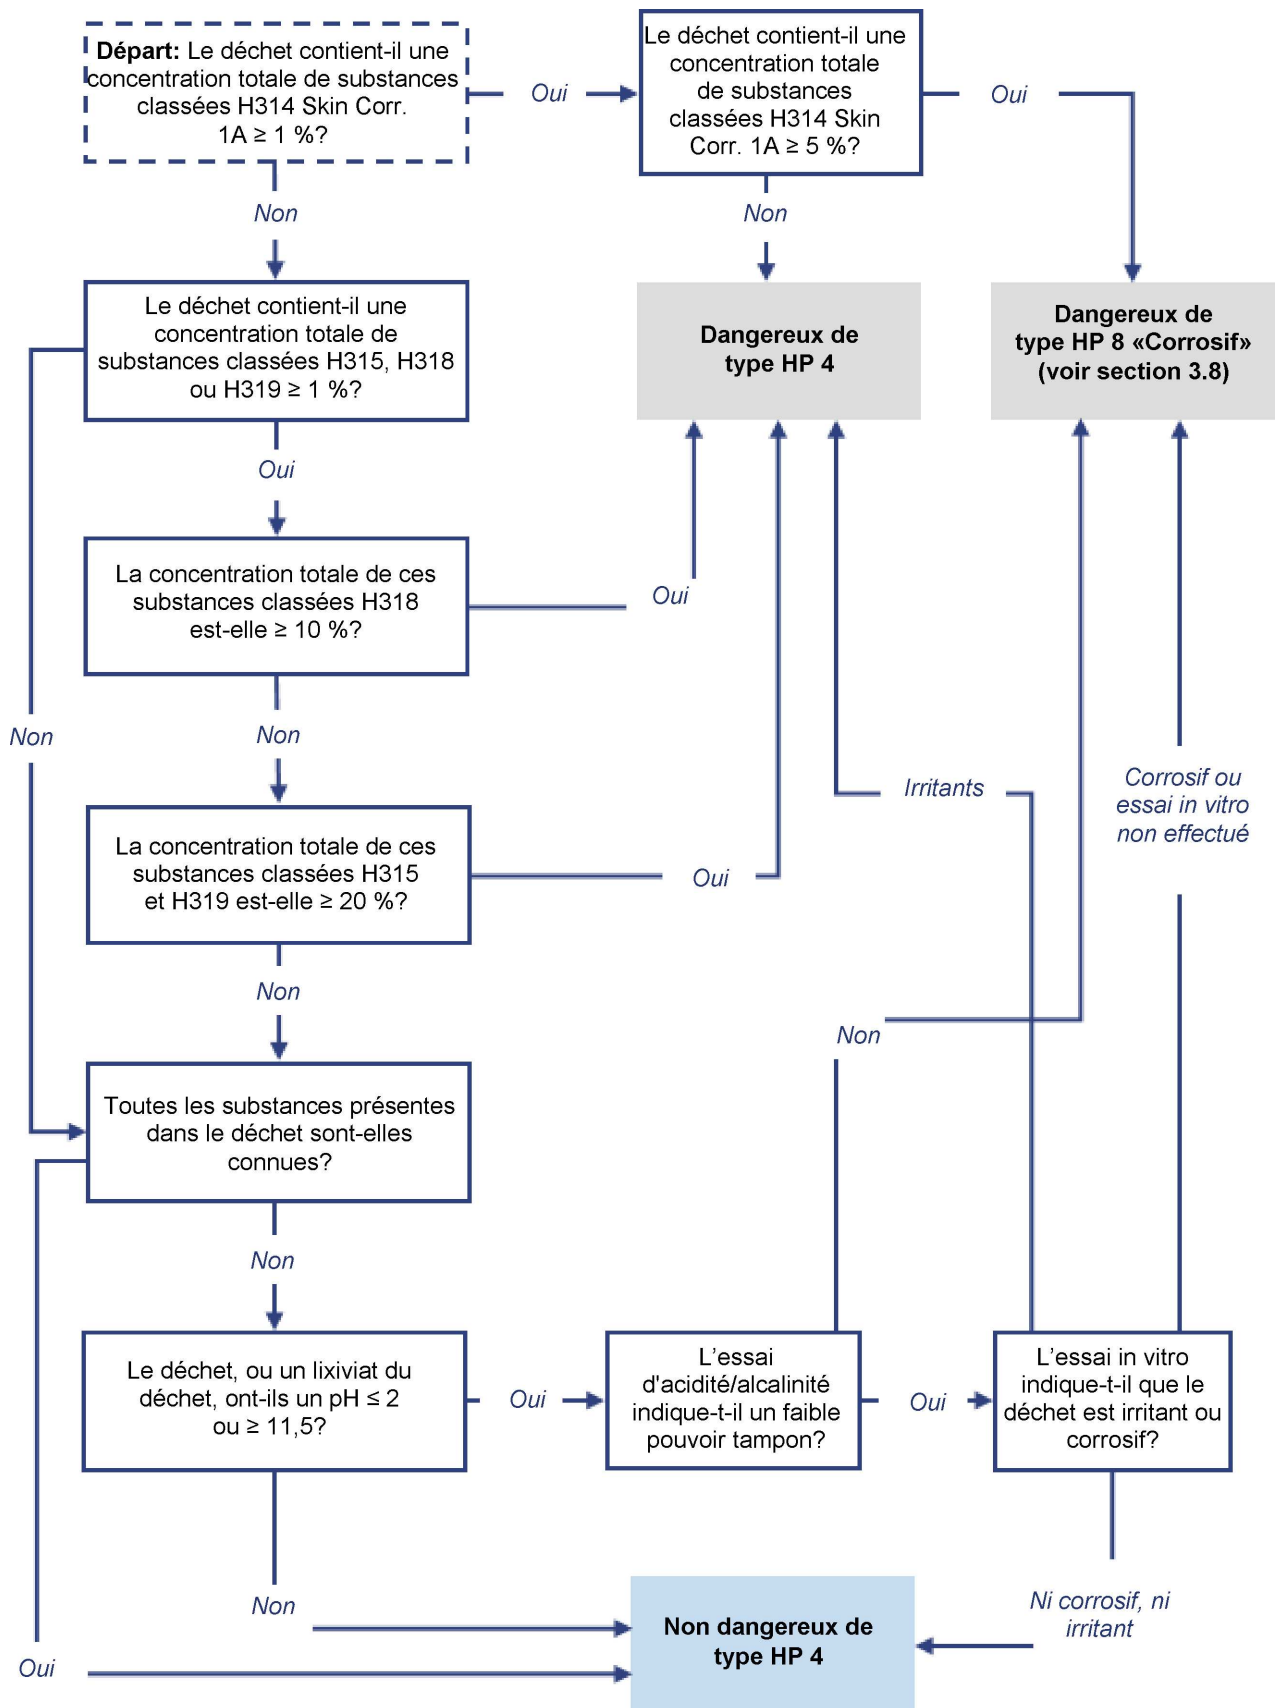 Départ: Le déchet contient-il une
concentration totale de substances
classées H314 Skin Corr.
1A ≥ 1 %?
Oui
Le déchet contient-il une
concentration totale
de substances
classées H314 Skin
Corr. 1A ≥ 5 %?
Oui
Non
Non
Le déchet contient-il une
concentration totale de
substances classées H315, H318
ou H319 ≥ 1 %?
Dangereux de
type HP 4
Dangereux de
type HP 8 «Corrosif»
(voir section 3.8)
Oui
La concentration totale de ces
substances classées H318
est-elle ≥ 10 %?
Oui
Non
Non
La concentration totale de ces
substances classées H315
et H319 est-elle ≥ 20 %?
Oui
Irritants
Corrosif ou
essai in vitro
non effectué
Non
Non
Toutes les substances présentes
dans le déchet sont-elles
connues?
Non
Le déchet, ou un lixiviat du
déchet, ont-ils un pH ≤ 2
ou ≥ 11,5?
Oui
L'essai
d'acidité/alcalinité
indique-t-il un faible
pouvoir tampon?
Oui
L'essai in vitro
indique-t-il que le
déchet est irritant ou
corrosif?
Non
Ni corrosif, ni
irritant
Non dangereux de
type HP 4
Oui